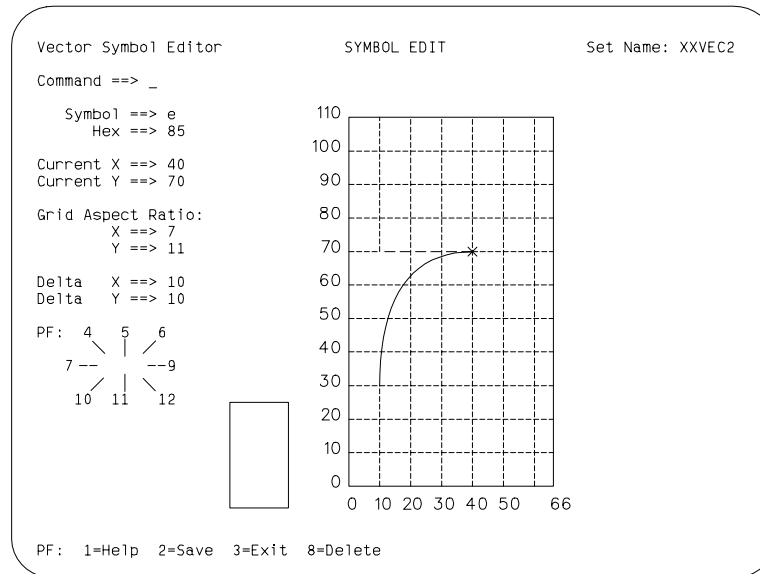 Vector Symbol Editor SYMBOL EDIT Set Name: XXVEC2
Command ==> _
Symbol ==> e
Hex ==> 85
Current X ==> 40
Current Y ==> 70
Grid Aspect Ratio:
X ==> 7
Y ==> 11
Delta X ==> 10
Delta Y ==> 10
PF: 4 5 6
7 -- --9
10 11 12
110
100
90
80
70
60
50
40
30
20
10
0
0 10 20 30 40 50 66
PF: 1=Help 2=Save 3=Exit 8=Delete